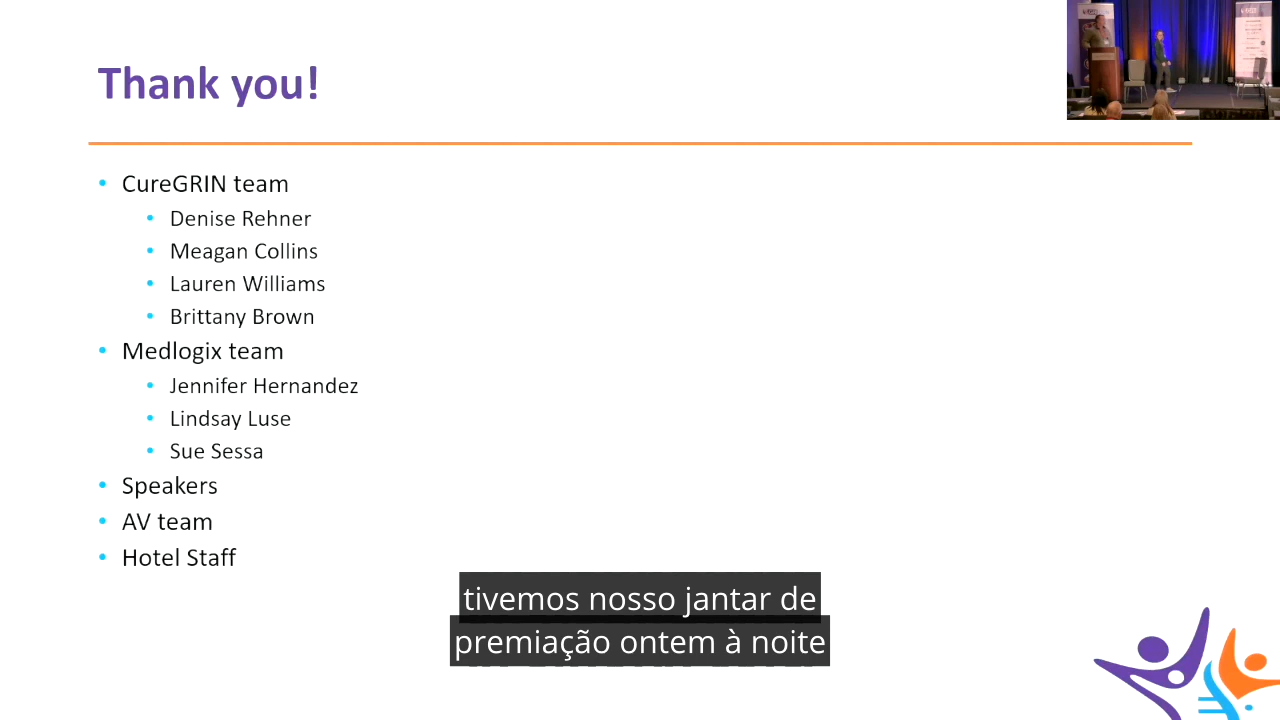 Thank you!
CureGRIN team
Denise Rehner
Meagan Collins
Lauren Williams
Brittany Brown
Medlogix team
Jennifer Hernandez
Lindsay Luse
Sue Sessa
Speakers
AV team
Hotel Staff
tivemos nosso jantar de
premiação ontem à noite